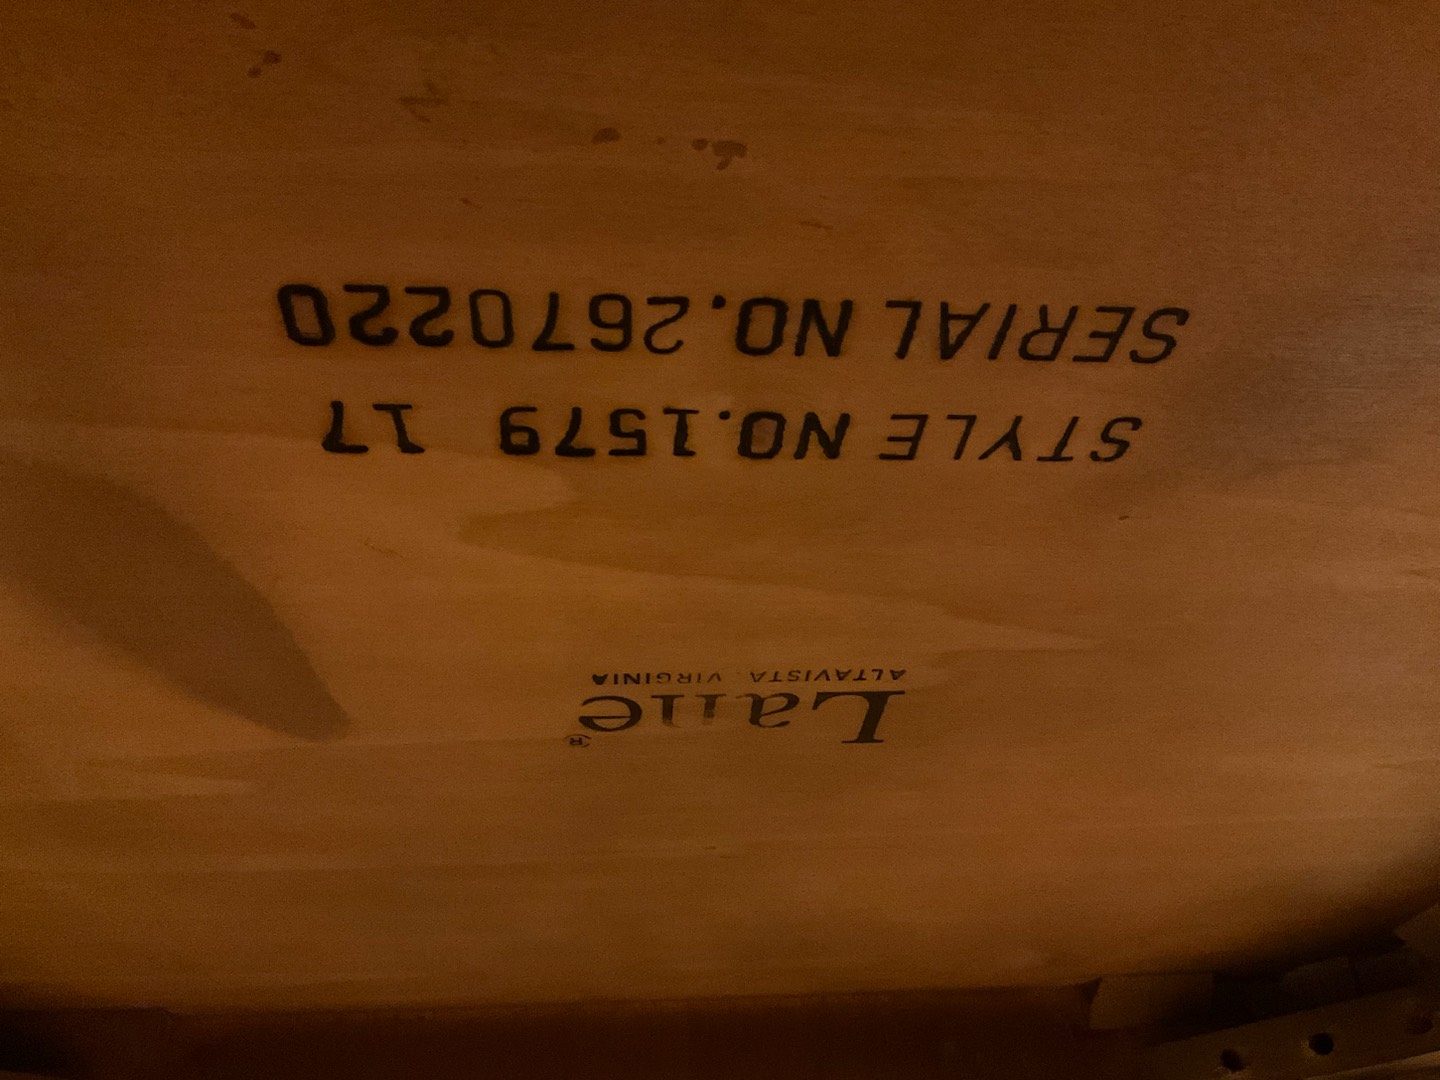 Lane®
ALTAVISTA, VIRGINIA
STYLE NO.1579 17
SERIAL NO.2670220